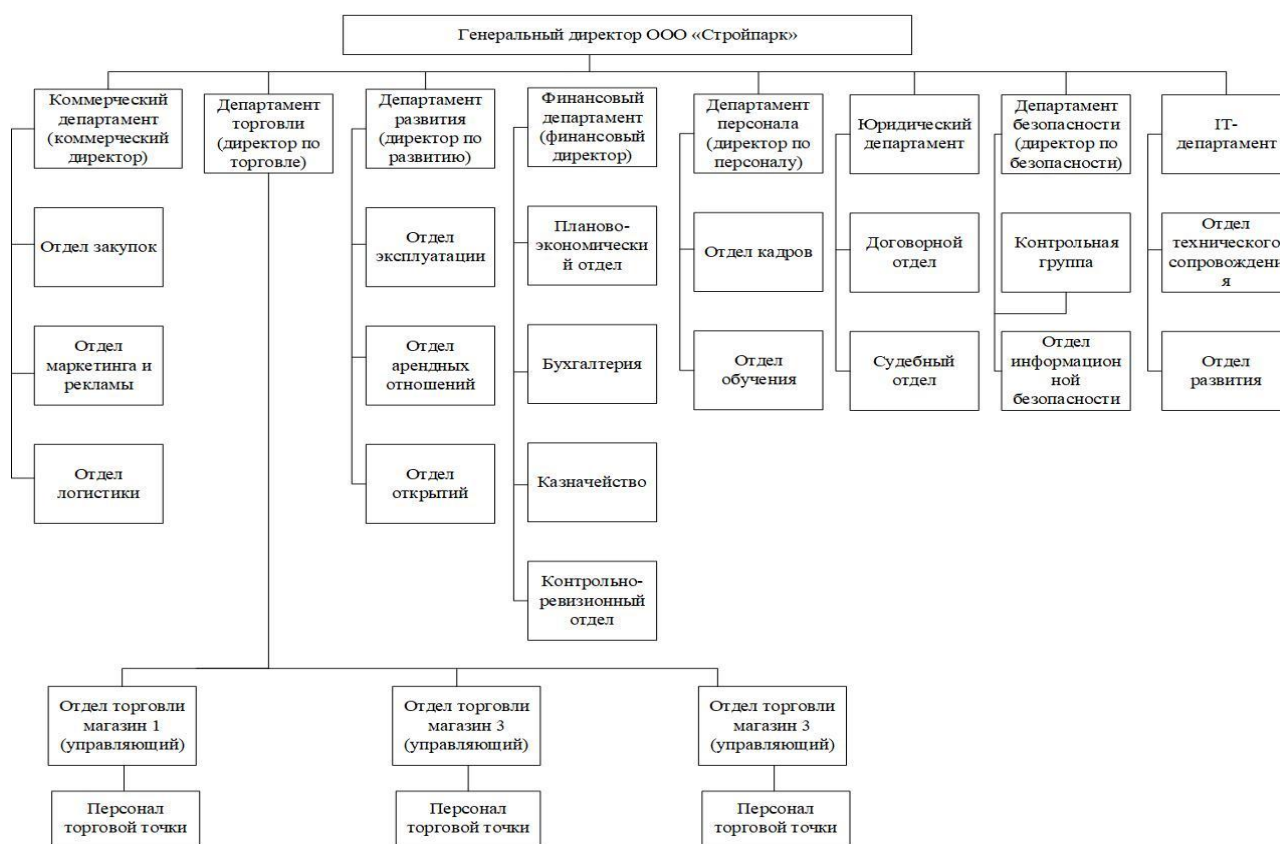 Генеральный директор ООО «Стройпарк»
Коммерческий
департамент
(коммерческий
директор)
Департамент
торговли
(директор по
торговле)
Департамент
развития
(директор по
развитию)
Финансовый
департамент
(финансовый
директор)
Департамент
персонала
(директор по
персоналу)
Юридический
департамент
Департамент
безопасности
(директор по
безопасности)
IT-
департамент
Отдел закупок
Отдел
эксплуатации
Планово-
экономически
й отдел
Отдел кадров
Договорной
отдел
Контрольная
группа
Отдел
технического
сопровождени
я
Отдел
маркетинга и
рекламы
Отдел
арендных
отношений
Бухгалтерия
Отдел
обучения
Судебный
отдел
Отдел
информацион
ной
безопасности
Отдел
развития
Отдел
логистики
Отдел
открытий
Казначейство
Контрольно-
ревизионный
отдел
Отдел торговли
магазин 1
(управляющий)
Отдел торговли
магазин 3
(управляющий)
Отдел торговли
магазин 3
(управляющий)
Персонал
торговой точки
Персонал
торговой точки
Персонал
торговой точки